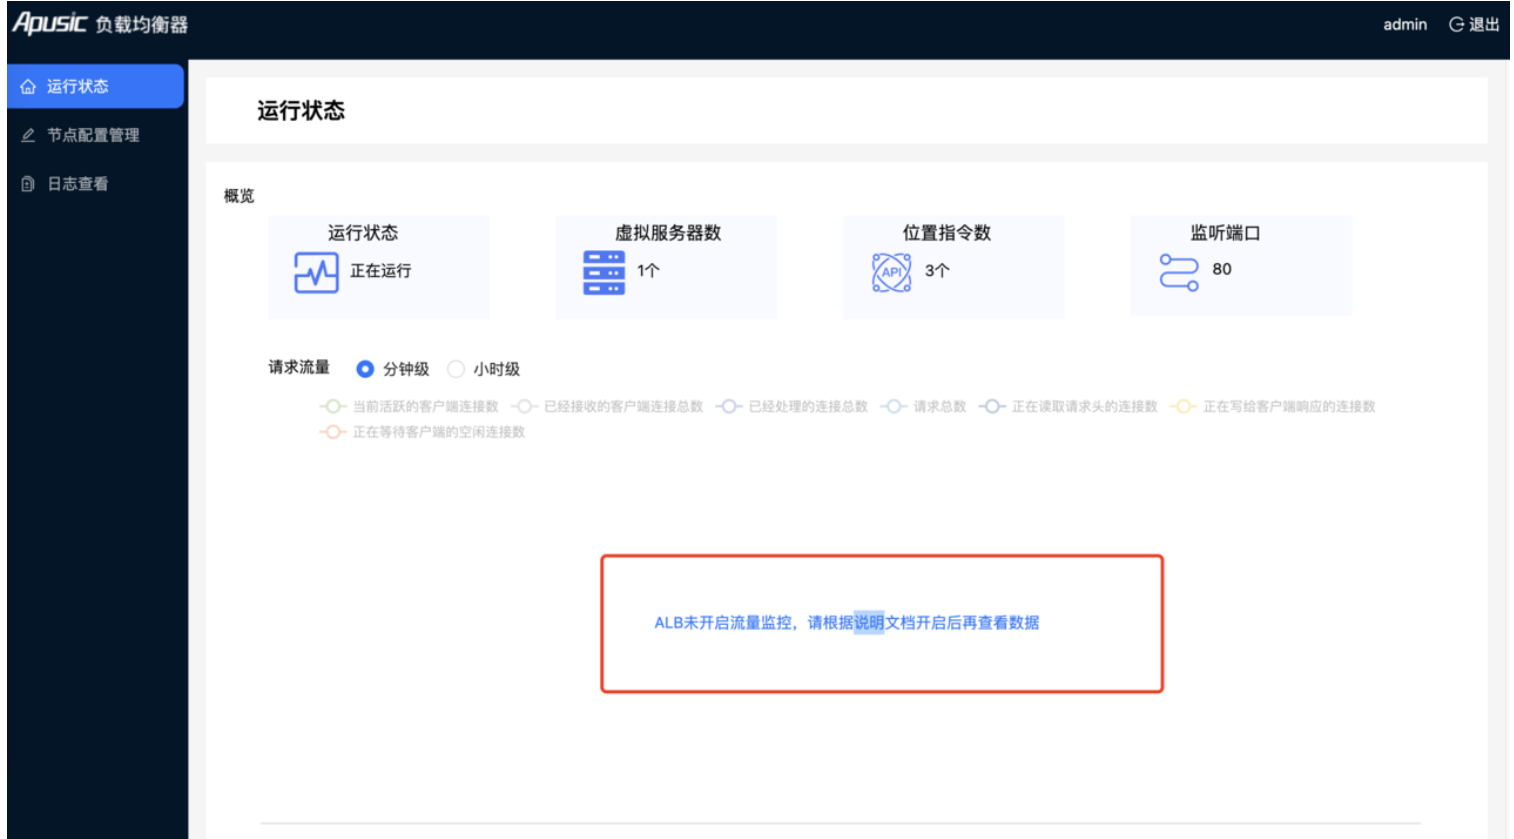 Apusic 负载均衡器
admin 退出
运行状态
节点配置管理
日志查看
运行状态
概览
运行状态
正在运行
虚拟服务器数
1个
位置指令数
API
3个
监听端口
80
请求流量 分钟级 小时级
当前活跃的客户端连接数 已经接收的客户端连接总数 已经处理的连接总数 请求总数 正在读取请求头的连接数 正在写给客户端响应的连接数
正在等待客户端的空闲连接数
ALB未开启流量监控，请根据说明文档开启后再查看数据